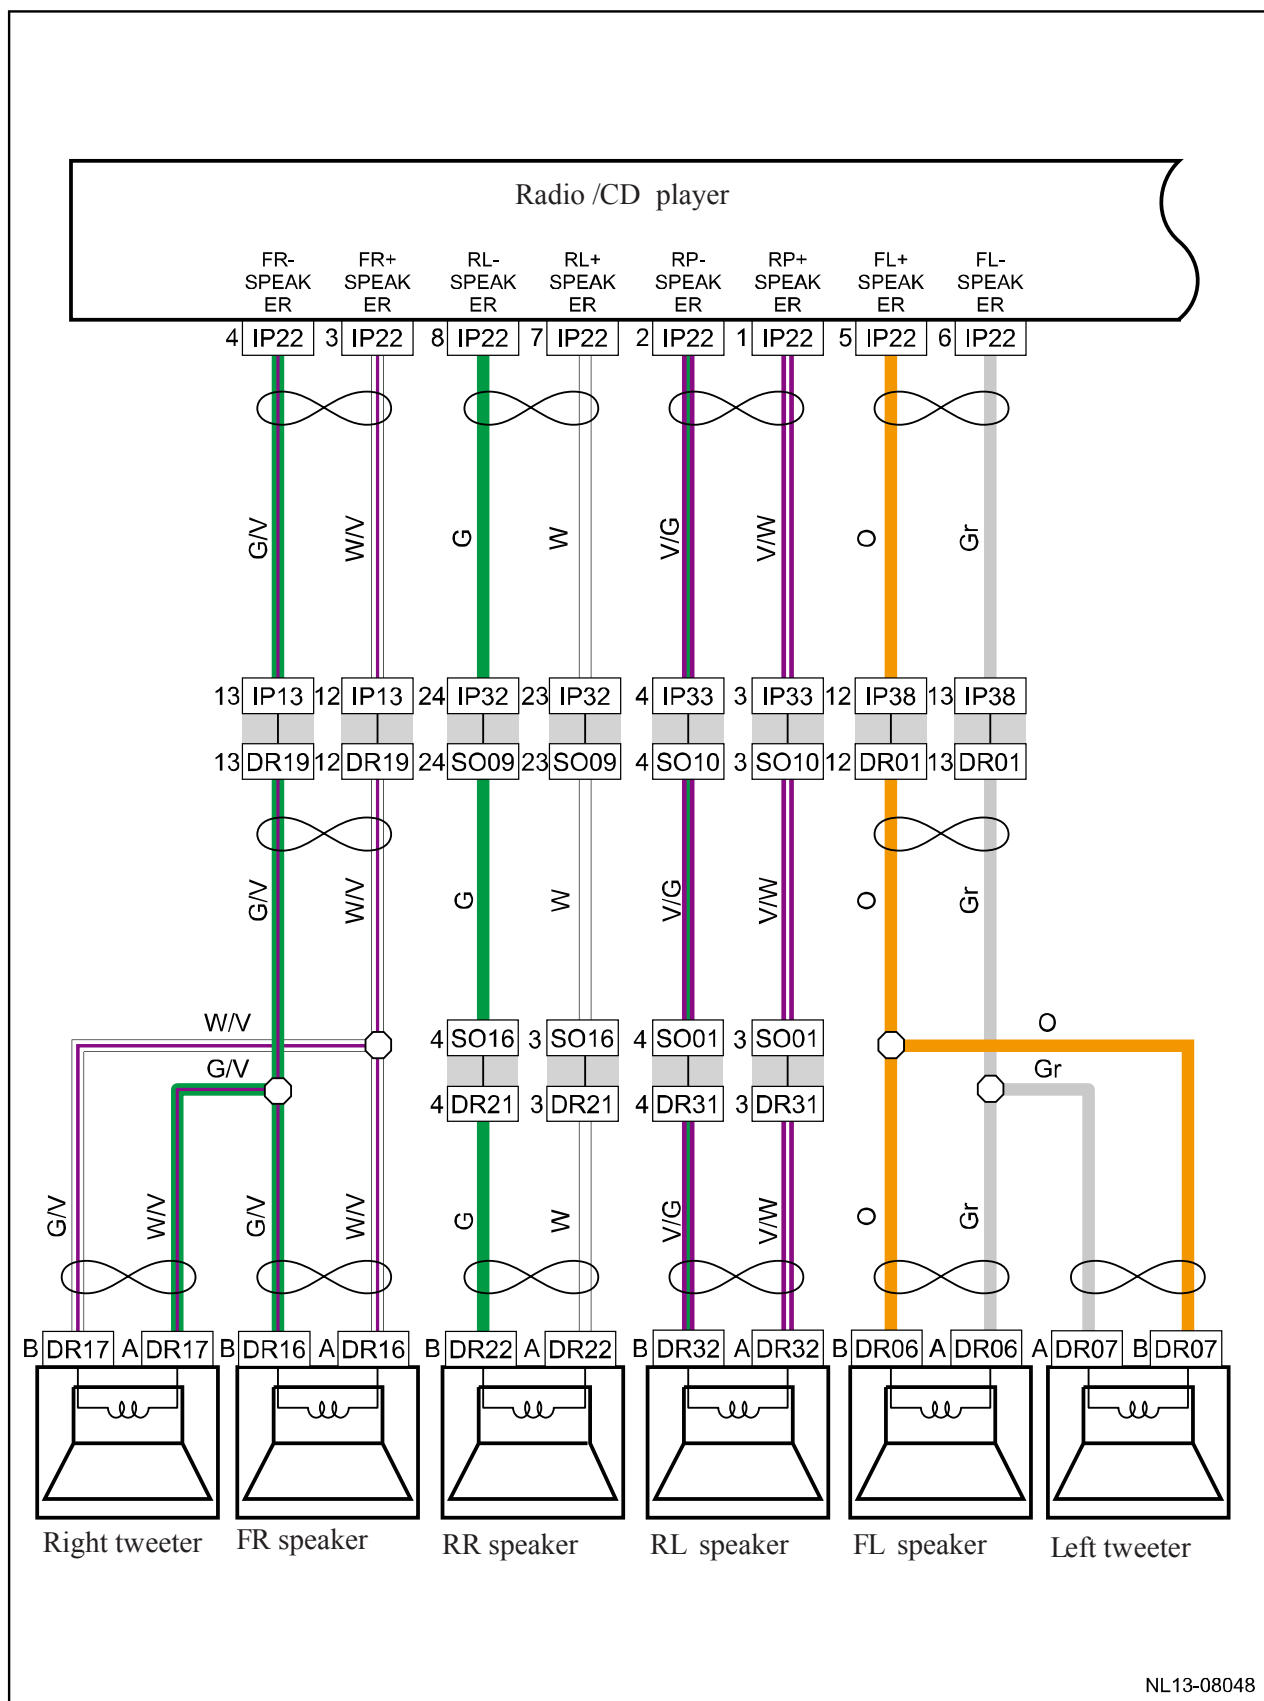 Radio /CD player
FR- FR+ RL- RL+ RP- RP+ FL+ FL-
SPEAK SPEAK SPEAK SPEAK SPEAK SPEAK SPEAK SPEAK
ER ER ER ER ER ER ER ER
4 IP22 3 IP22 8 IP22 7 IP22 2 IP22 1 IP22 5 IP22 6 IP22
G/V W/V G W V/G V/W O Gr
13 IP13 12 IP13 24 IP32 23 IP32 4 IP33 3 IP33 12 IP38 13 IP38
13 DR19 12 DR19 24 SO09 23 SO09 4 SO10 3 SO10 12 DR01 13 DR01
G/V W/V G W V/G V/W O Gr
W/V O
4 SO16 3 SO16 4 SO01 3 SO01
G/V Gr
4 DR21 3 DR21 4 DR31 3 DR31
G/V W/V G/V W/V G W V/G V/W O Gr
B DR17 A DR17 B DR16 A DR16 B DR22 A DR22 B DR32 A DR32 B DR06 A DR06 A DR07 B DR07
Right tweeter FR speaker RR speaker RL speaker FL speaker Left tweeter
NL13-08048